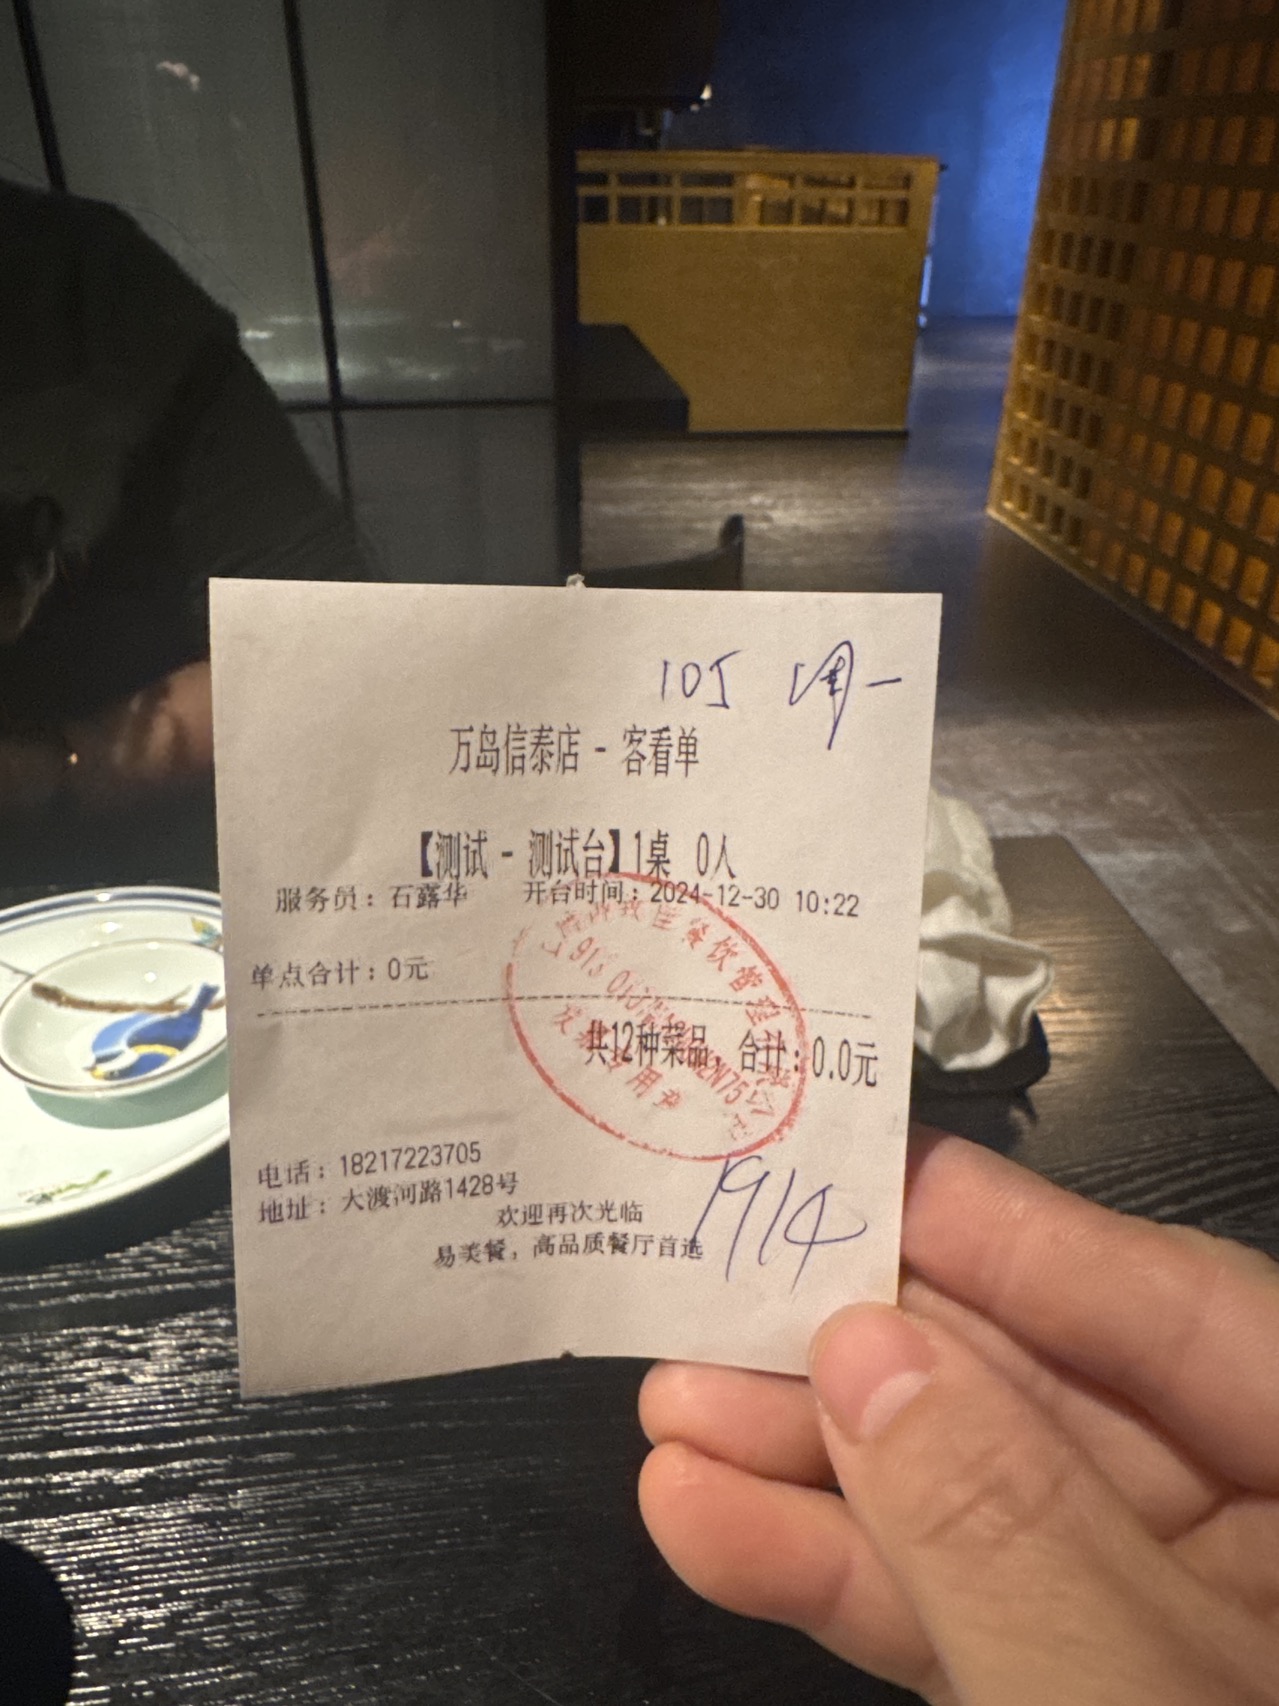 105 周一
万岛信泰店 - 客看单
【测试 - 测试台】1桌 0人
服务员：石露华 开台时间：2024-12-30 10:22
单点合计：0元
共12种菜品，合计：0.0元
电话：18217223705
地址：大渡河路1428号
欢迎再次光临
易美餐，高品质餐厅首选
1914